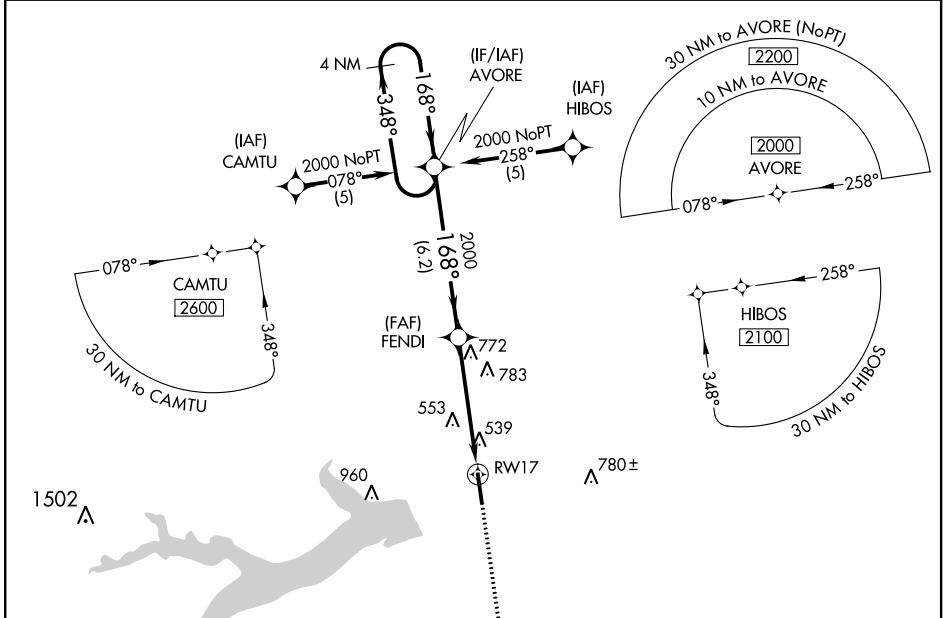 30 NM to AVORE (NoPT)
2200
10 NM to AVORE
2000
AVORE
078°
258°
4 NM
348°
168°
(IF/IAF)
AVORE
(IAF)
HIBOS
2000 NoPT
258°
(5)
(IAF)
CAMTU
2000 NoPT
078°
(5)
2000
168°
(6.2)
078°
CAMTU
2600
348°
30 NM to CAMTU
258°
HIBOS
2100
348°
30 NM to HIBOS
(FAF)
FENDI
772
783
553
539
RW17
780±
960
1502